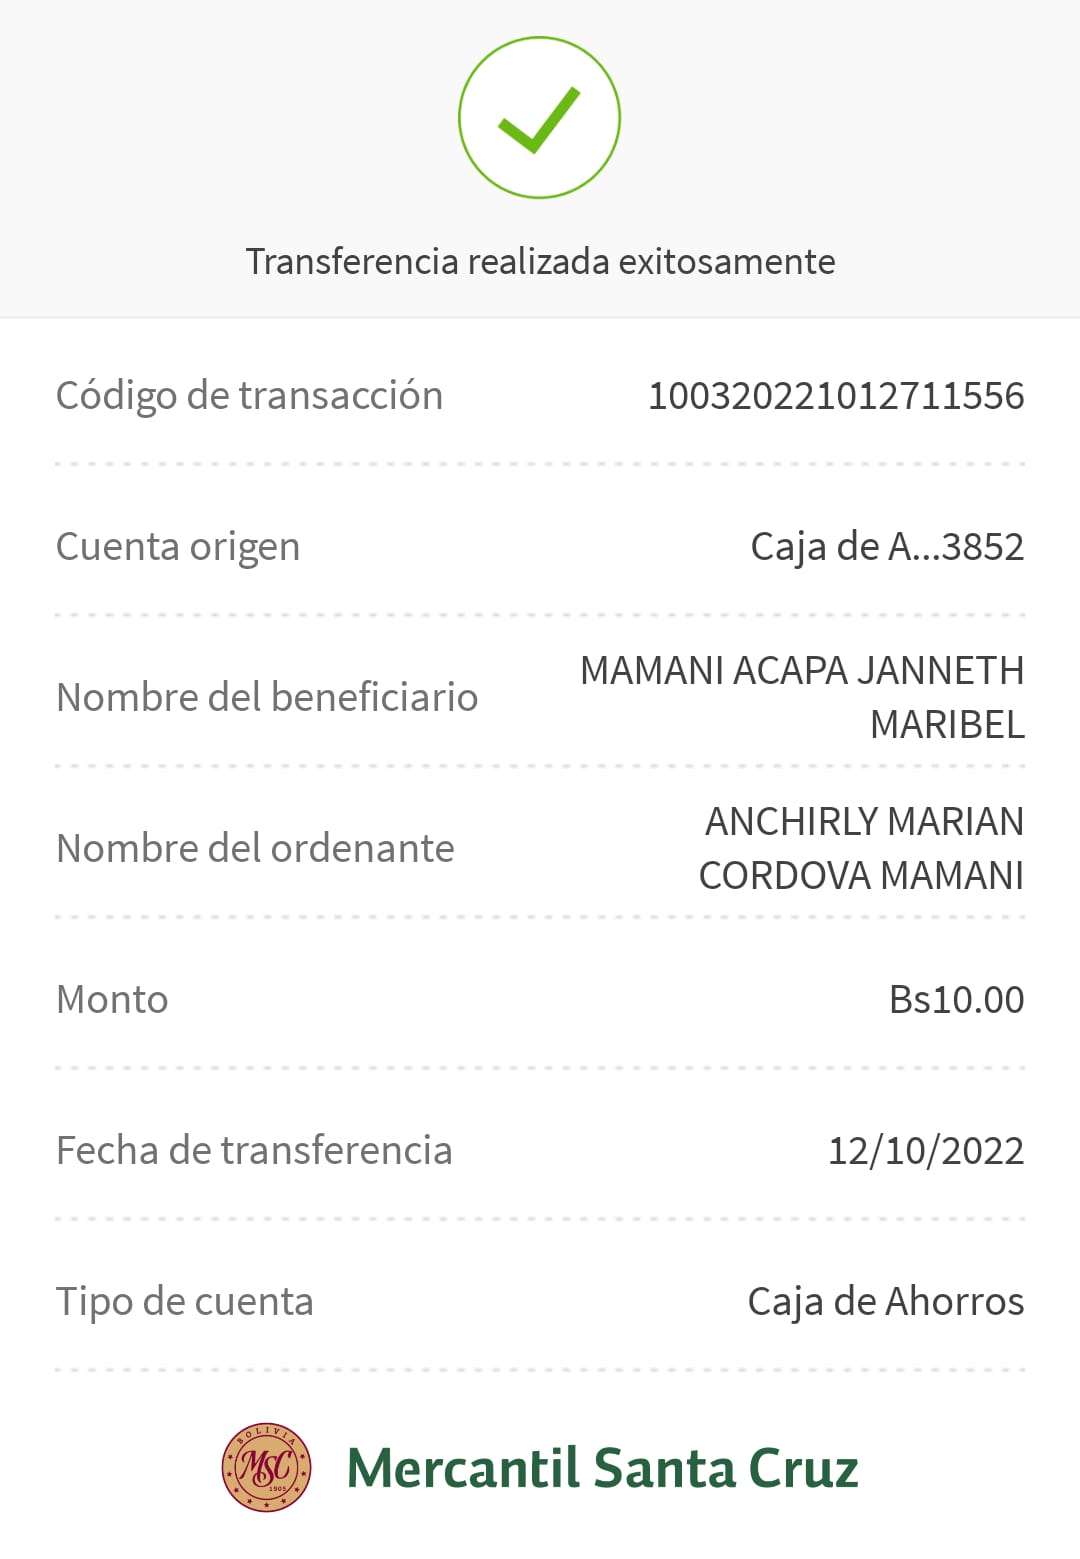 Transferencia realizada exitosamente
Código de transacción 100320221012711556
Cuenta origen Caja de A...3852
Nombre del beneficiario MAMANI ACAPA JANNETH
MARIBEL
Nombre del ordenante ANCHIRLY MARIAN
CORDOVA MAMANI
Monto Bs10.00
Fecha de transferencia 12/10/2022
Tipo de cuenta Caja de Ahorros
BOLIVIA
MSC
1905
Mercantil Santa Cruz